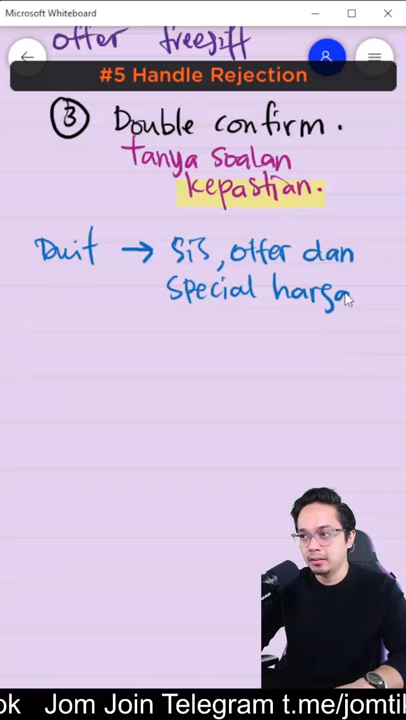 Microsoft Whiteboard
offer freegift
#5 Handle Rejection
③ Double confirm.
tanya soalan
kepastian.
Duit → Sis, offer dan
special harga
ok Jom Join Telegram t.me/jomtik